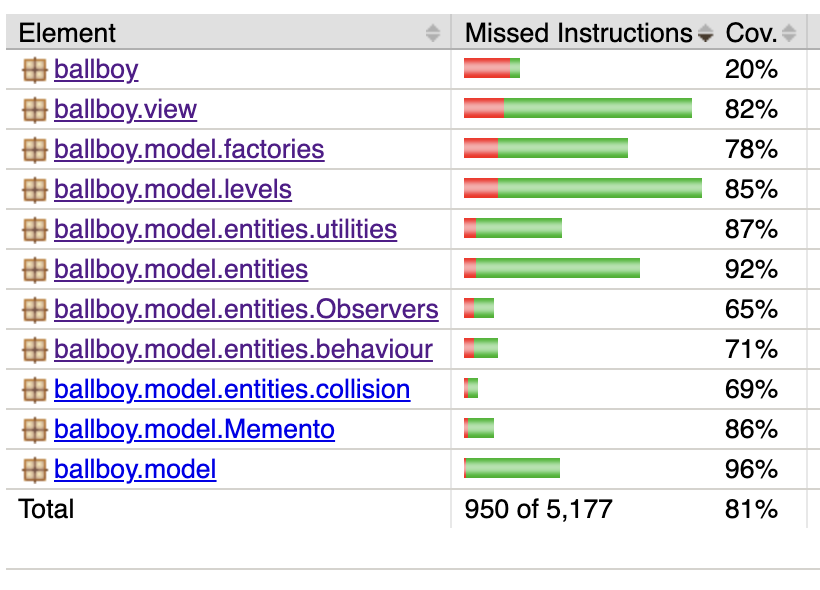 Element Missed Instructions Cov.
ballboy 20%
ballboy.view 82%
ballboy.model.factories 78%
ballboy.model.levels 85%
ballboy.model.entities.utilities 87%
ballboy.model.entities 92%
ballboy.model.entities.Observers 65%
ballboy.model.entities.behaviour 71%
ballboy.model.entities.collision 69%
ballboy.model.Memento 86%
ballboy.model 96%
Total 950 of 5,177 81%